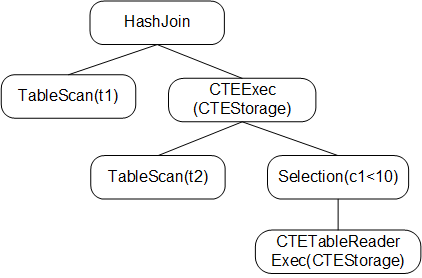 HashJoin
TableScan(t1)
CTEExec
(CTEStorage)
TableScan(t2)
Selection(c1<10)
CTETableReader
Exec(CTEStorage)